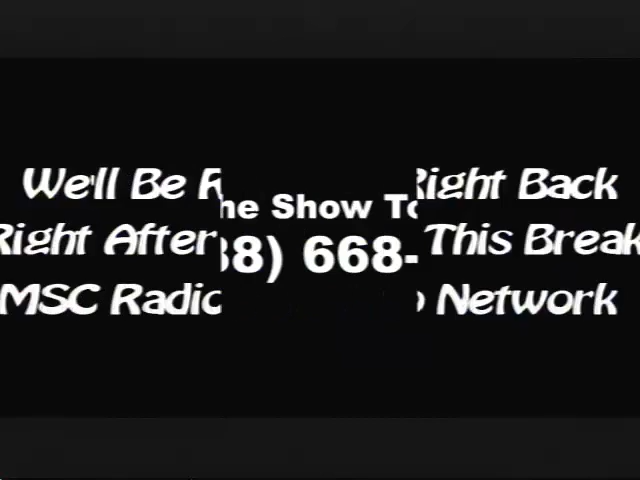 We'll Be R
Right After
MSC Radio
he Show To
8) 668-
Right Back
This Break
o Network